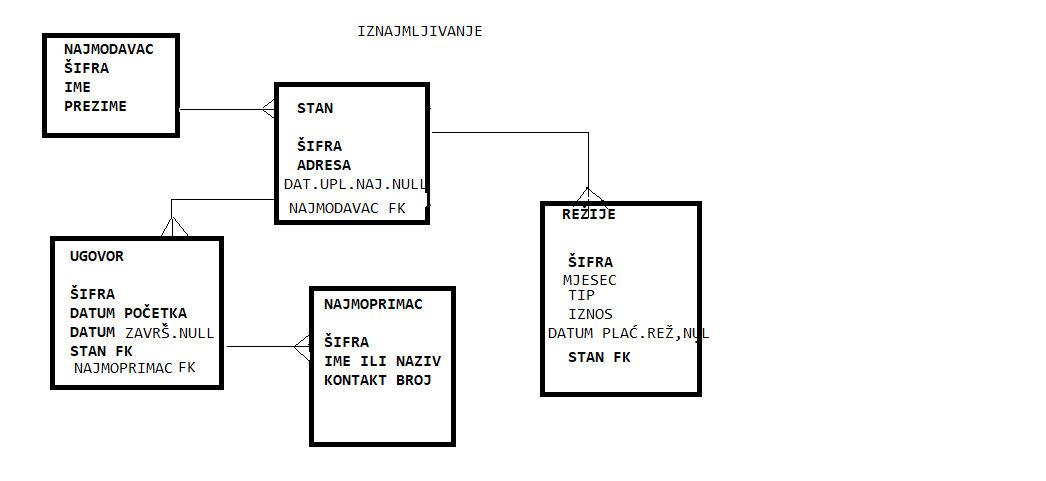 IZNAJMLJIVANJE
NAJMODAVAC
ŠIFRA
IME
PREZIME
STAN
ŠIFRA
ADRESA
DAT.UPL.NAJ.NULL
NAJMODAVAC FK
UGOVOR
ŠIFRA
DATUM POČETKA
DATUM ZAVRŠ.NULL
STAN FK
NAJMOPRIMAC FK
NAJMOPRIMAC
ŠIFRA
IME ILI NAZIV
KONTAKT BROJ
REŽIJE
ŠIFRA
MJESEC
TIP
IZNOS
DATUM PLAĆ.REŽ,NUL
STAN FK